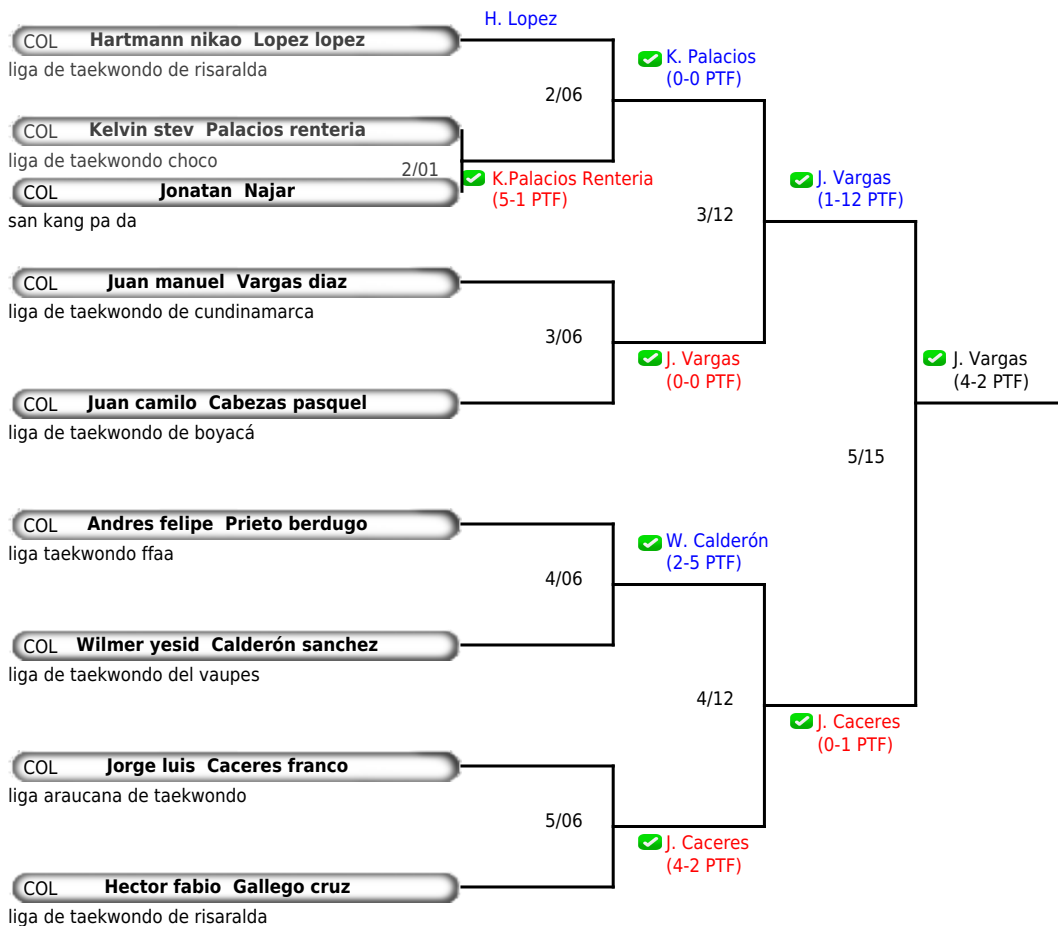 H. Lopez
COL Hartmann nikao Lopez lopez
liga de taekwondo de risaralda
K. Palacios
(0-0 PTF)
2/06
COL Kelvin stev Palacios renteria
liga de taekwondo choco
2/01
K.Palacios Renteria
(5-1 PTF)
COL Jonatan Najar
san kang pa da
J. Vargas
(1-12 PTF)
3/12
COL Juan manuel Vargas diaz
liga de taekwondo de cundinamarca
3/06
J. Vargas
(0-0 PTF)
J. Vargas
(4-2 PTF)
COL Juan camilo Cabezas pasquel
liga de taekwondo de boyacá
5/15
COL Andres felipe Prieto berdugo
liga taekwondo ffaa
W. Calderón
(2-5 PTF)
4/06
COL Wilmer yesid Calderón sanchez
liga de taekwondo del vaupes
4/12
J. Caceres
(0-1 PTF)
COL Jorge luis Caceres franco
liga araucana de taekwondo
5/06
J. Caceres
(4-2 PTF)
COL Hector fabio Gallego cruz
liga de taekwondo de risaralda